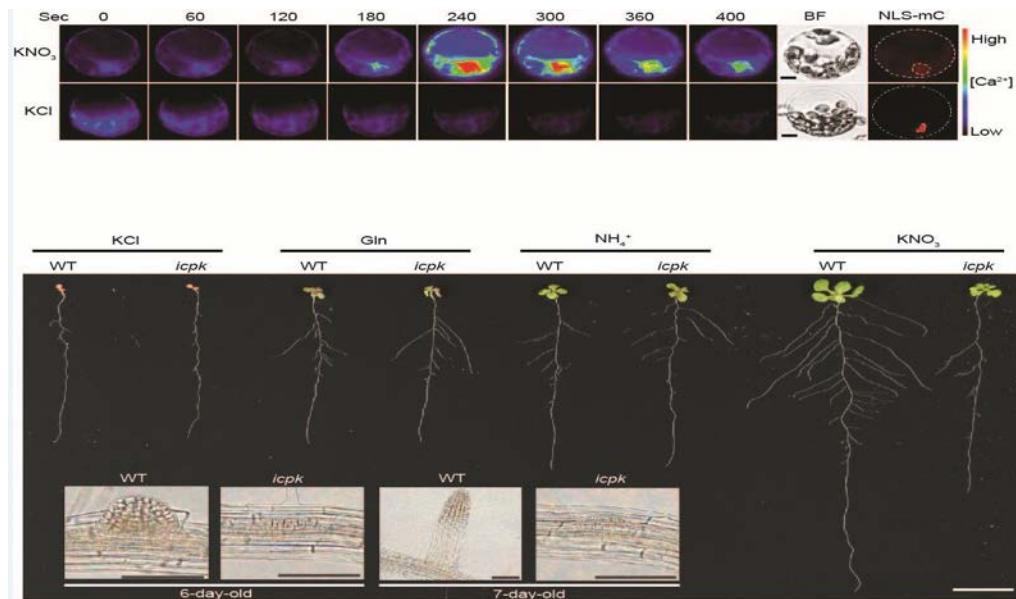 Sec 0 60 120 180 240 300 360 400 BF NLS-mC
KNO₃
KCl
High
[Ca²⁺]
Low
KCl Gln NH₄⁺ KNO₃
WT icpk WT icpk WT icpk WT icpk
WT icpk WT icpk
6-day-old 7-day-old